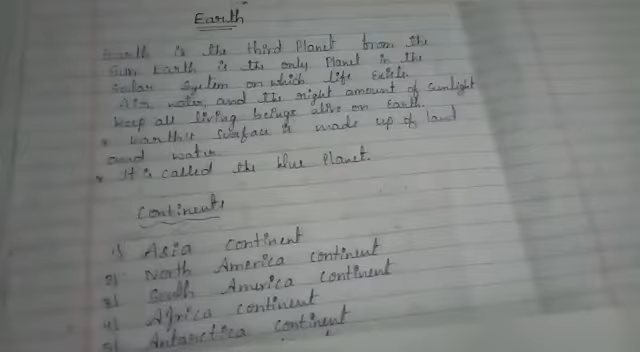 Earth
Earth is the third Planet from the
Sun Earth is the only Planet in the
Solar System on which life Exists
Air water, and the right amount of Sunlight
keep all living beings alive on Earth.
* Earth's Surface is made up of land
and water
* It is called the blue Planet.
Continents
1) Asia continent
2) North America continent
3) South America continent
4) Africa continent
5) Antarctica continent